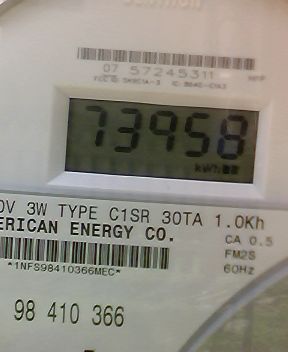 07 57245311
73958
kWh
0V 3W TYPE C1SR 30TA 1.0Kh
ERICAN ENERGY CO.
CA 0.5
*1NFS98410366MEC*
FM2S
60Hz
98 410 366